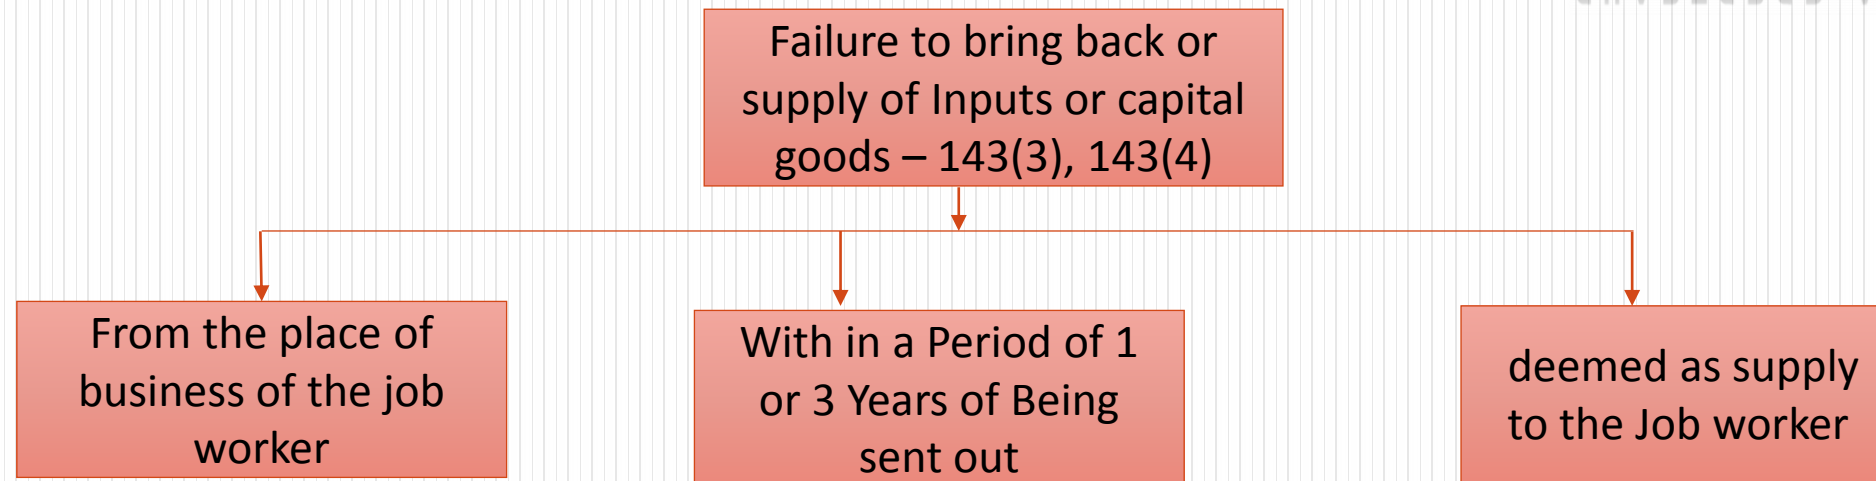 Failure to bring back or
supply of Inputs or capital
goods – 143(3), 143(4)
From the place of
business of the job
worker
With in a Period of 1
or 3 Years of Being
sent out
deemed as supply
to the Job worker